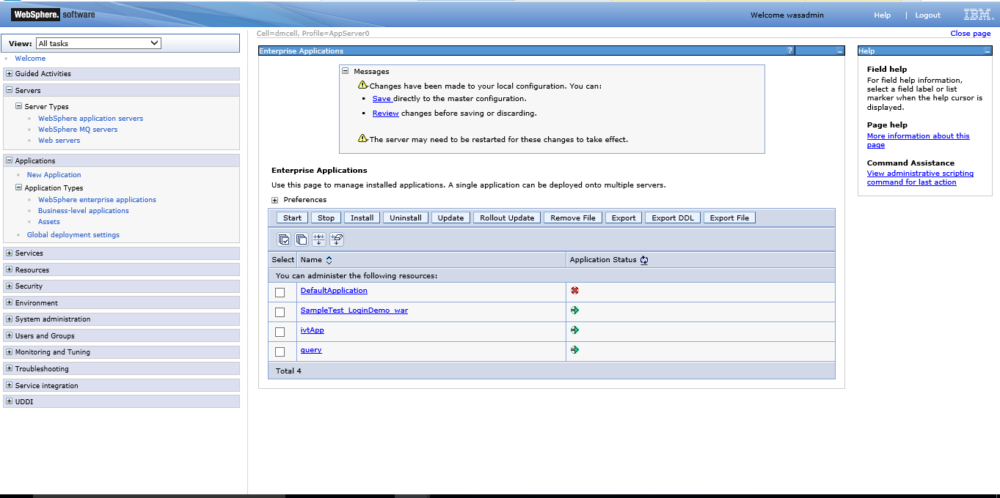 WebSphere. software
Welcome wasadmin
Help | Logout
IBM.
View: All tasks
Welcome
Guided Activities
Servers
Server Types
WebSphere application servers
WebSphere MQ servers
Web servers
Applications
New Application
Application Types
WebSphere enterprise applications
Business-level applications
Assets
Global deployment settings
Services
Resources
Security
Environment
System administration
Users and Groups
Monitoring and Tuning
Troubleshooting
Service integration
UDDI
Cell=dmcell, Profile=AppServer0
Close page
Enterprise Applications
?
Messages
Changes have been made to your local configuration. You can:
Save directly to the master configuration.
Review changes before saving or discarding.
The server may need to be restarted for these changes to take effect.
Enterprise Applications
Use this page to manage installed applications. A single application can be deployed onto multiple servers.
Preferences
Start Stop Install Uninstall Update Rollout Update Remove File Export Export DDL Export File
Select Name Application Status
You can administer the following resources:
DefaultApplication
SampleTest_LoginDemo_war
ivtApp
query
Total 4
Help
Field help
For field help information,
select a field label or list
marker when the help cursor is
displayed.
Page help
More information about this
page
Command Assistance
View administrative scripting
command for last action